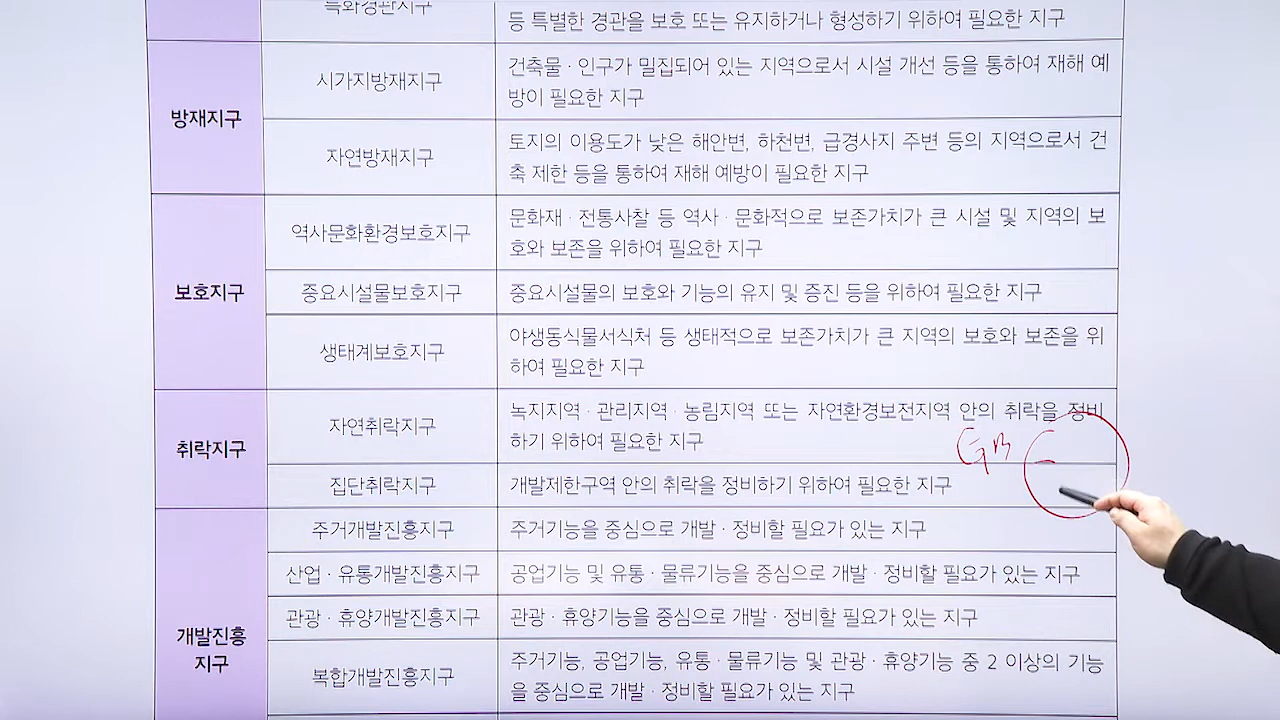 특화경관지구
등 특별한 경관을 보호 또는 유지하거나 형성하기 위하여 필요한 지구
방재지구
시가지방재지구
건축물 · 인구가 밀집되어 있는 지역으로서 시설 개선 등을 통하여 재해 예
방이 필요한 지구
자연방재지구
토지의 이용도가 낮은 해안변, 하천변, 급경사지 주변 등의 지역으로서 건
축 제한 등을 통하여 재해 예방이 필요한 지구
보호지구
역사문화환경보호지구
문화재 · 전통사찰 등 역사 · 문화적으로 보존가치가 큰 시설 및 지역의 보
호와 보존을 위하여 필요한 지구
중요시설물보호지구
중요시설물의 보호와 기능의 유지 및 증진 등을 위하여 필요한 지구
생태계보호지구
야생동식물서식처 등 생태적으로 보존가치가 큰 지역의 보호와 보존을 위
하여 필요한 지구
취락지구
자연취락지구
녹지지역 · 관리지역 · 농림지역 또는 자연환경보전지역 안의 취락을 정비
하기 위하여 필요한 지구
GB
집단취락지구
개발제한구역 안의 취락을 정비하기 위하여 필요한 지구
개발진흥
지구
주거개발진흥지구
주거기능을 중심으로 개발 · 정비할 필요가 있는 지구
산업 · 유통개발진흥지구
공업기능 및 유통 · 물류기능을 중심으로 개발 · 정비할 필요가 있는 지구
관광 · 휴양개발진흥지구
관광 · 휴양기능을 중심으로 개발 · 정비할 필요가 있는 지구
복합개발진흥지구
주거기능, 공업기능, 유통 · 물류기능 및 관광 · 휴양기능 중 2 이상의 기능
을 중심으로 개발 · 정비할 필요가 있는 지구